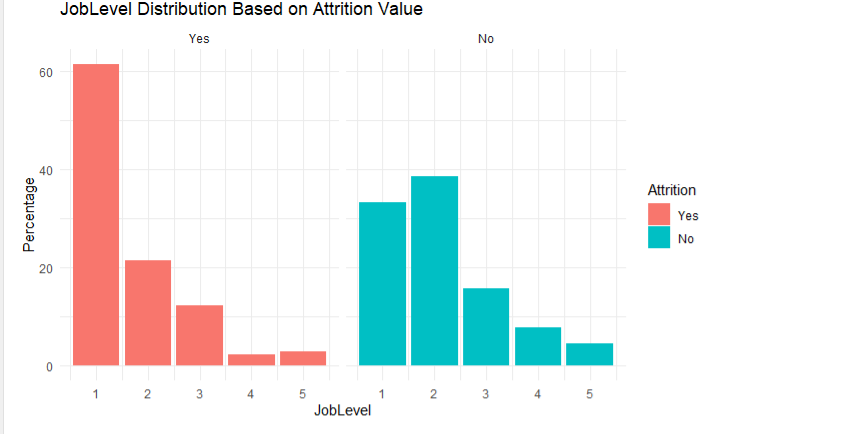 JobLevel Distribution Based on Attrition Value
Yes
No
60
40
20
0
Percentage
1 2 3 4 5
1 2 3 4 5
JobLevel
Attrition
Yes
No